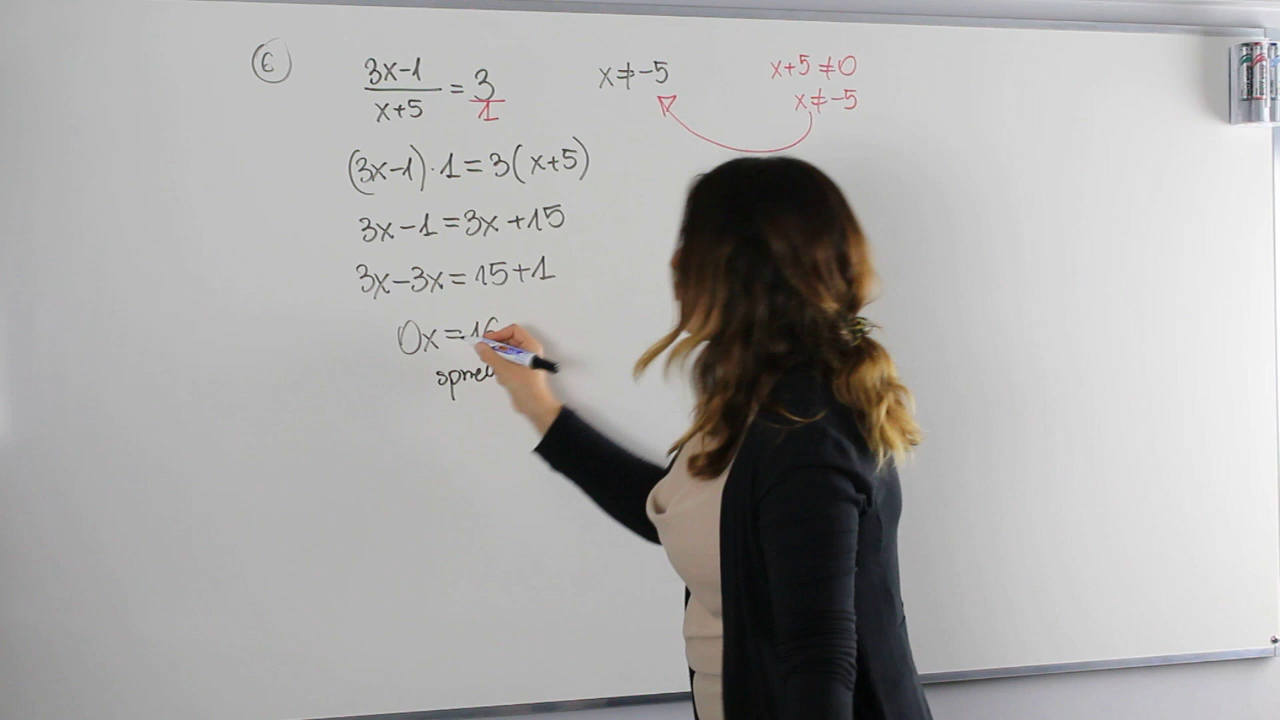 6
3x-1 / x+5 = 3 / 1
x≠-5
x+5≠0
x≠-5
(3x-1)·1=3(x+5)
3x-1=3x+15
3x-3x=15+1
0x=16